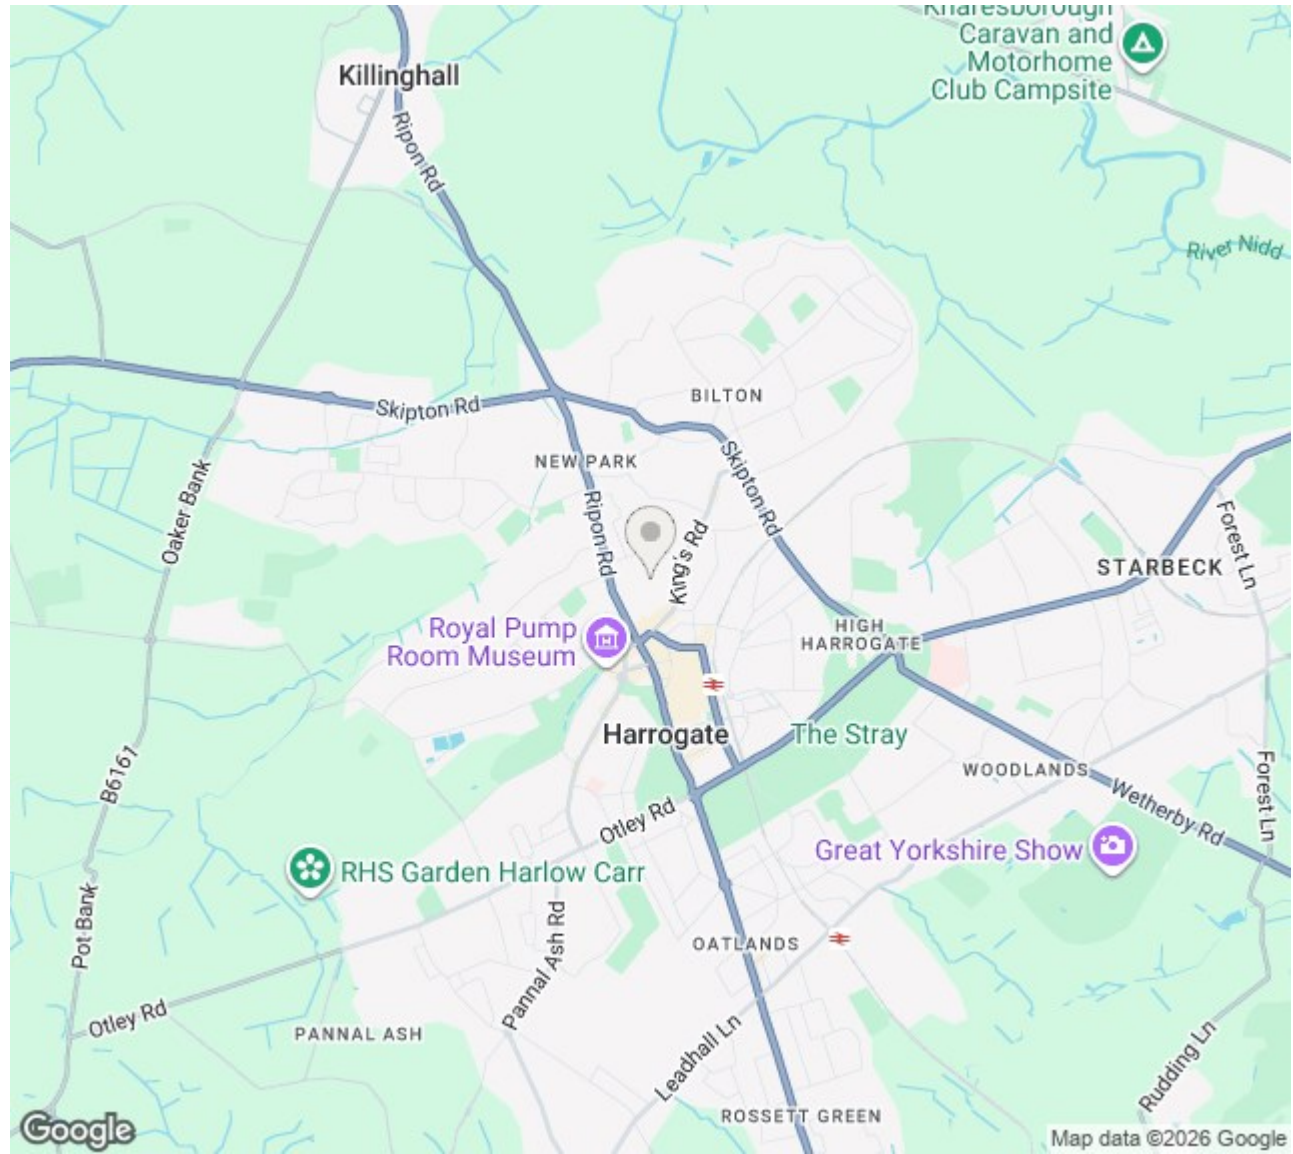 Knaresborough
Caravan and
Motorhome
Club Campsite
Killinghall
Ripon Rd
River Nidd
BILTON
Skipton Rd
Skipton Rd
NEW PARK
Oaker Bank
Ripon Rd
King's Rd
Forest Ln
STARBECK
HIGH
HARROGATE
Royal Pump
Room Museum
Harrogate
The Stray
WOODLANDS
B6161
Wetherby Rd
Forest Ln
Otley Rd
Great Yorkshire Show
RHS Garden Harlow Carr
Pot Bank
Pannal Ash Rd
OATLANDS
Otley Rd
PANNAL ASH
Leadhall Ln
Rudding Ln
ROSSETT GREEN
Google
Map data ©2026 Google